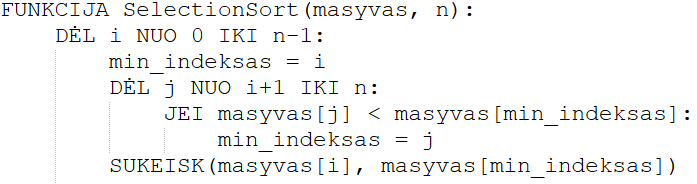 FUNKCIJA SelectionSort(masyvas, n):
    DĖL i NUO 0 IKI n-1:
        min_indeksas = i
        DĖL j NUO i+1 IKI n:
            JEI masyvas[j] < masyvas[min_indeksas]:
                min_indeksas = j
        SUKEISK(masyvas[i], masyvas[min_indeksas])